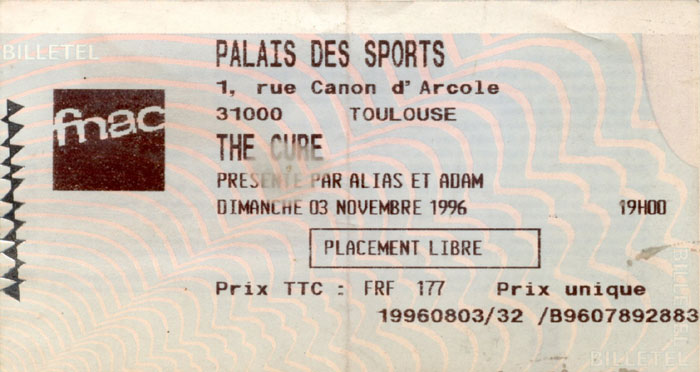 BILLETEL
PALAIS DES SPORTS
1, rue Canon d'Arcole
31000 TOULOUSE
fnac
THE CURE
PRESENTE PAR ALIAS ET ADAM
DIMANCHE 03 NOVEMBRE 1996 19H00
PLACEMENT LIBRE
Prix TTC : FRF 177 Prix unique
19960803/32 /B9607892883
BILLETEL
BILLETEL